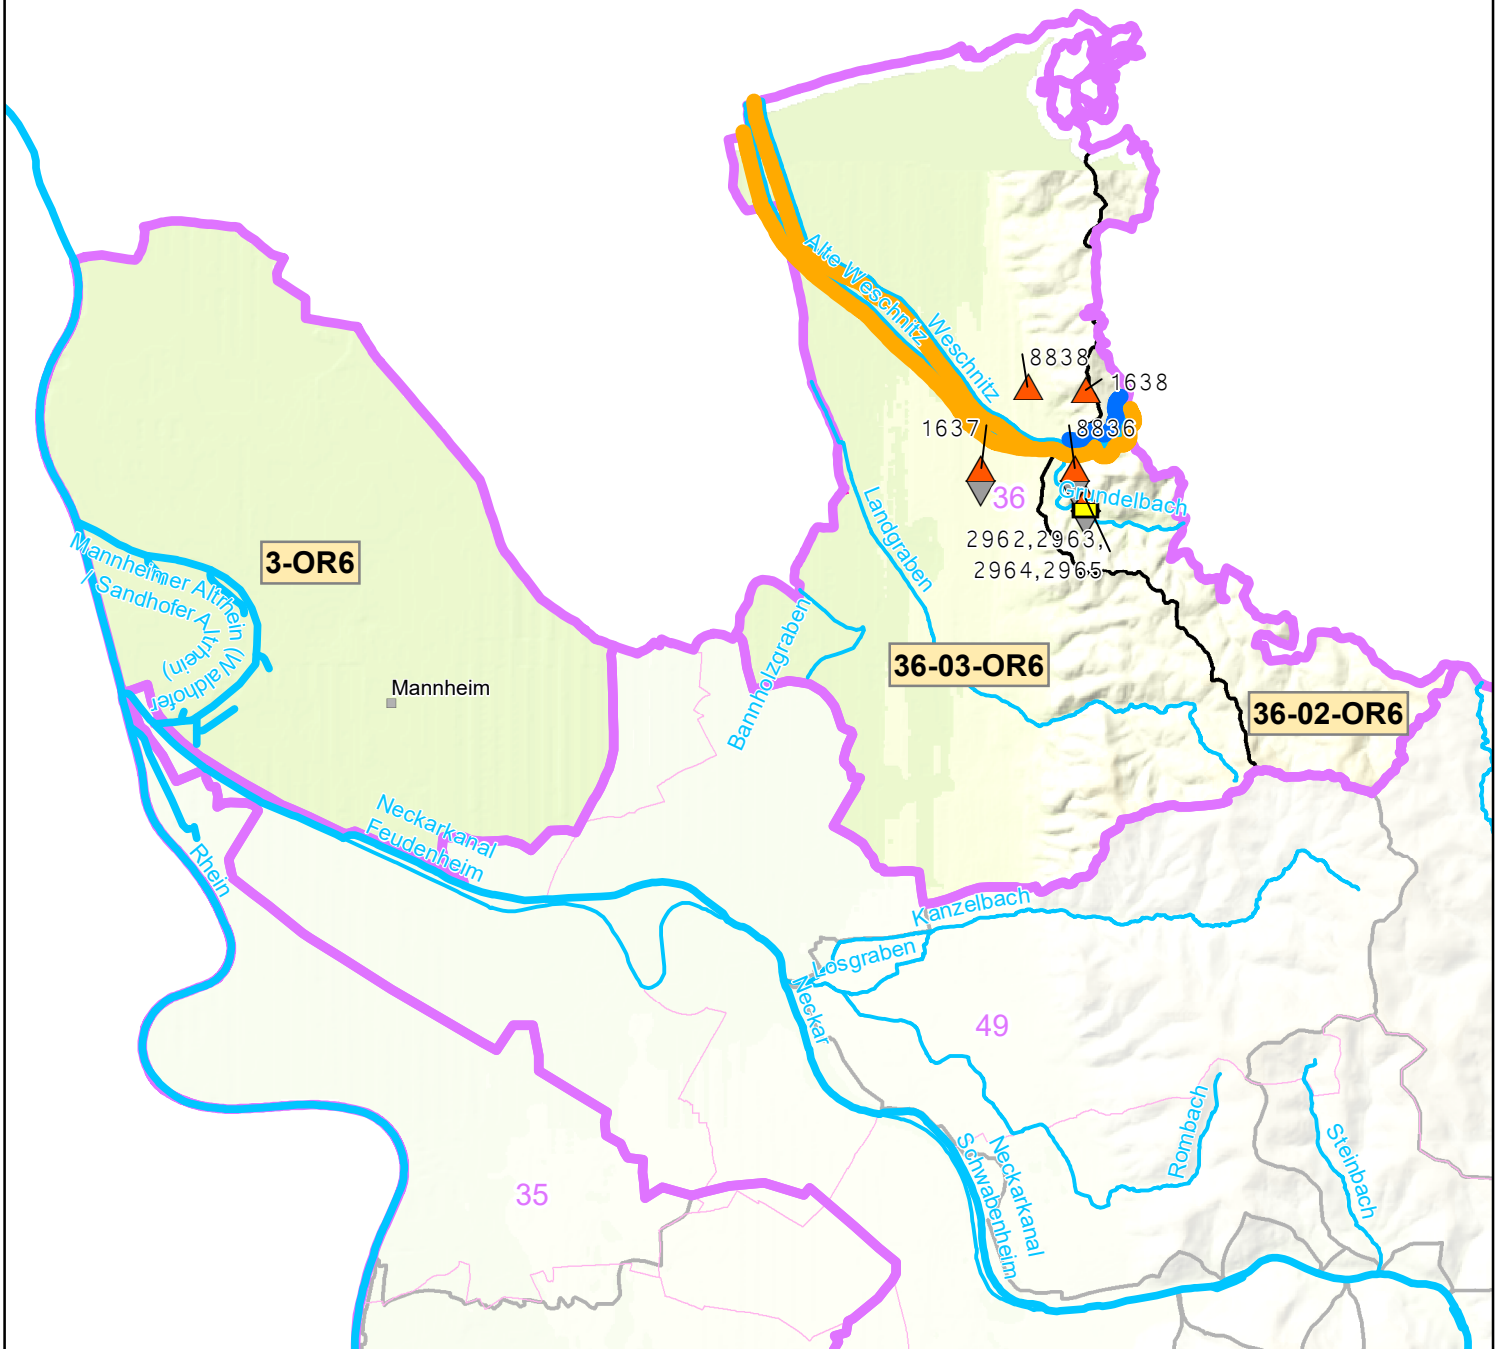 Alte Weschnitz
Weschnitz
8838
1638
1637
8836
36
Grundelbach
2962,2963,
2964,2965
Landgraben
3-OR6
Mannheimer Altrhein (Waldhofer
/ Sandhofer Altrhein)
Bannholzgraben
36-03-OR6
36-02-OR6
Mannheim
Neckarkanal
Feudenheim
Rhein
Kanzelbach
Losgraben
Neckar
49
Rombach
Steinbach
Neckarkanal
Schwabenheim
35